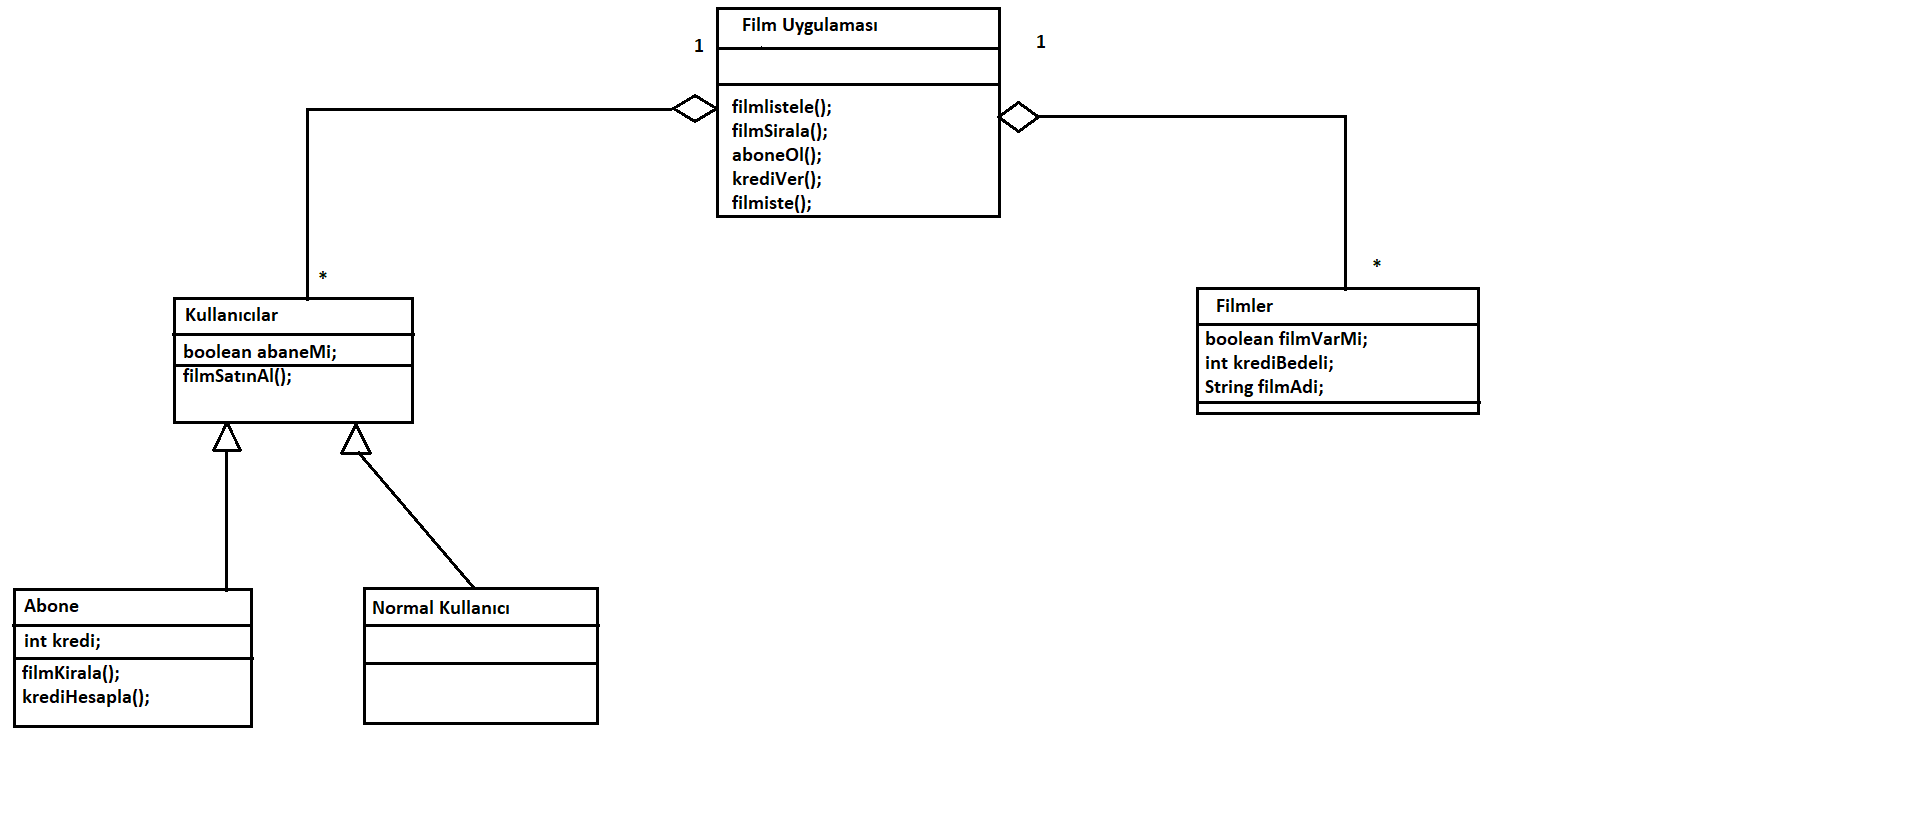 Film Uygulaması
1
1
filmlistele();
filmSirala();
aboneOl();
krediVer();
filmiste();
*
*
Kullanıcılar
boolean abaneMi;
filmSatınAl();
Filmler
boolean filmVarMi;
int krediBedeli;
String filmAdi;
Abone
int kredi;
filmKirala();
krediHesapla();
Normal Kullanıcı